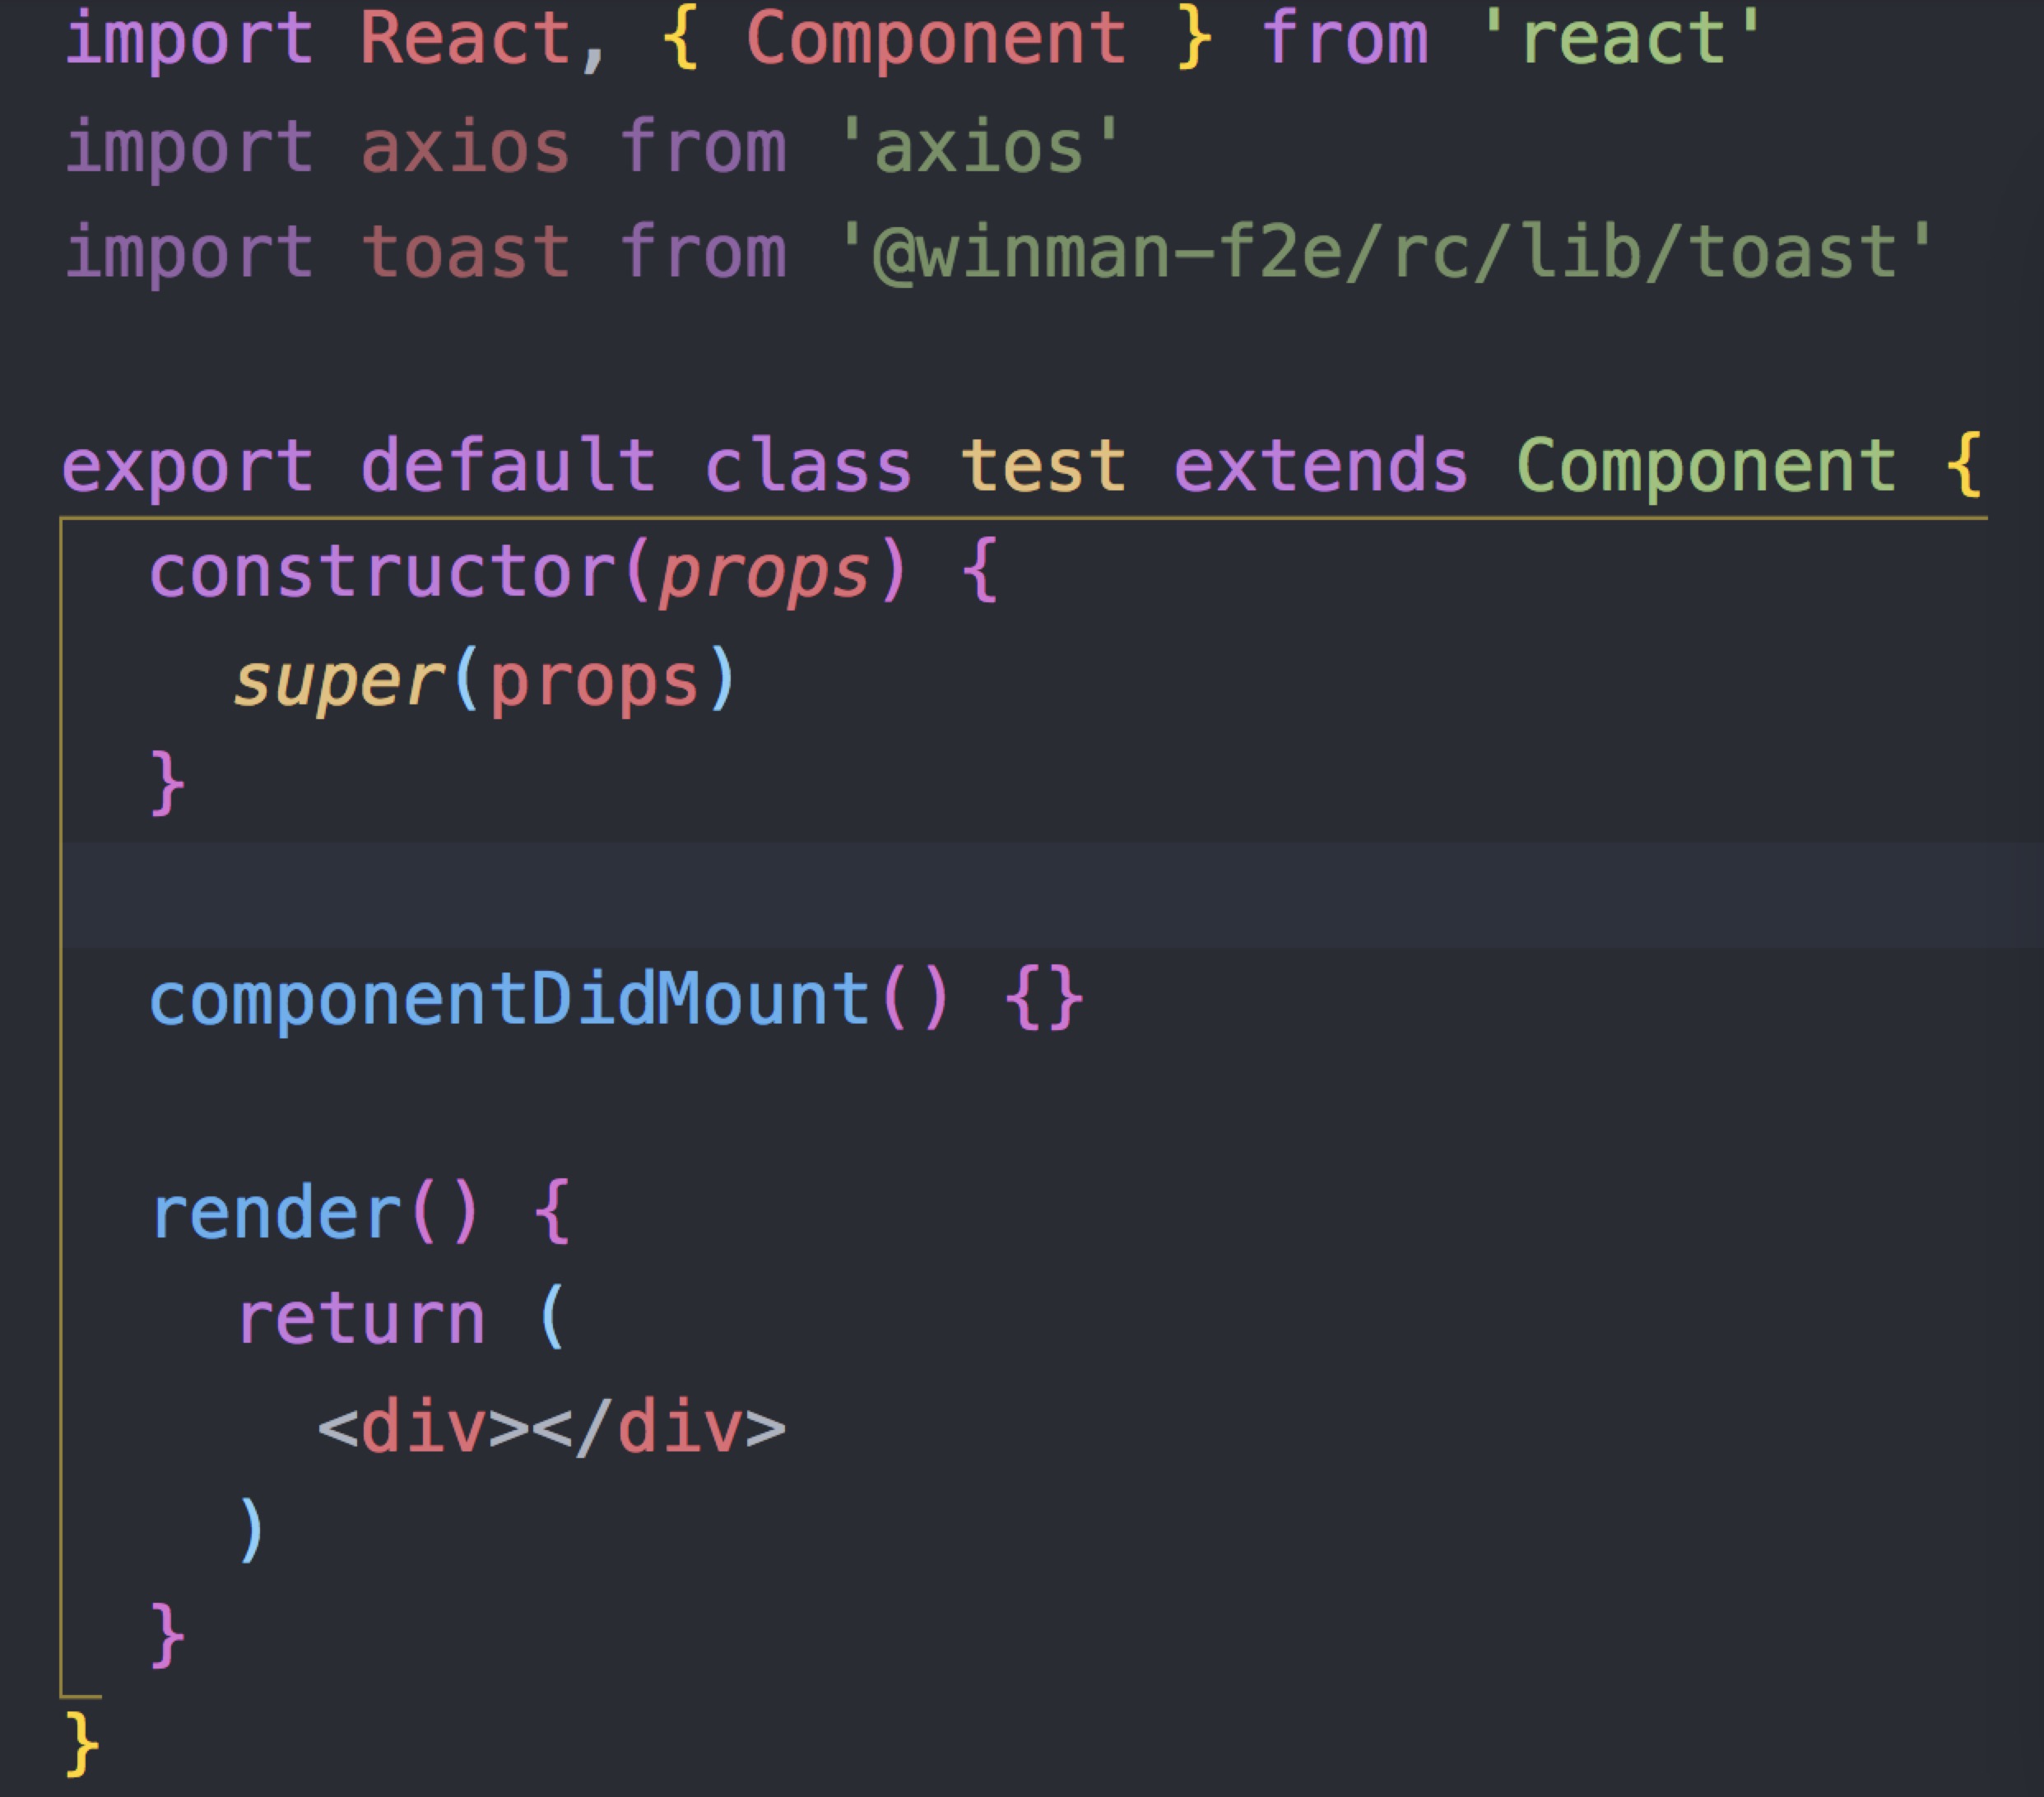 import React, { Component } from 'react'
import axios from 'axios'
import toast from '@winman-f2e/rc/lib/toast'

export default class test extends Component {
  constructor(props) {
    super(props)
  }

  componentDidMount() {}

  render() {
    return (
      <div></div>
    )
  }
}